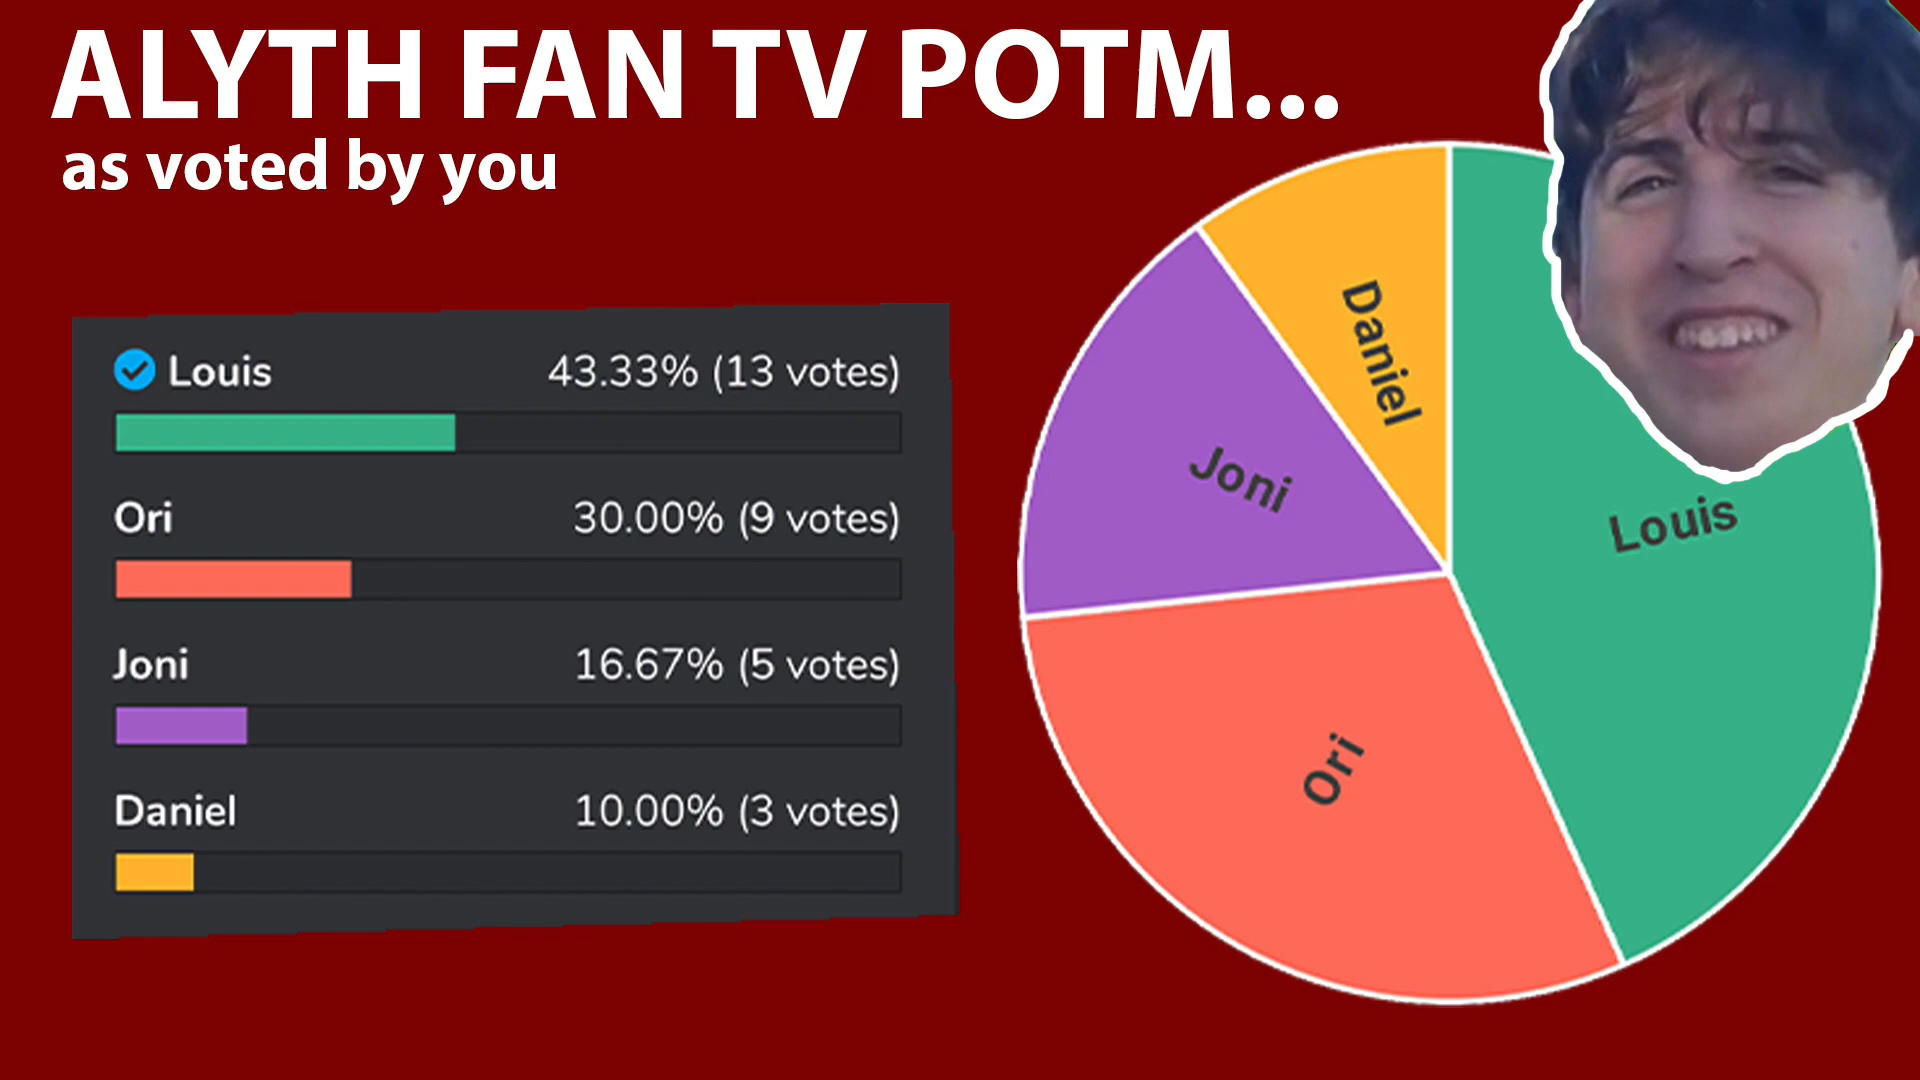 ALYTH FAN TV POTM...
as voted by you
Louis 43.33% (13 votes)
Ori 30.00% (9 votes)
Joni 16.67% (5 votes)
Daniel 10.00% (3 votes)
Daniel
Joni
Louis
Ori